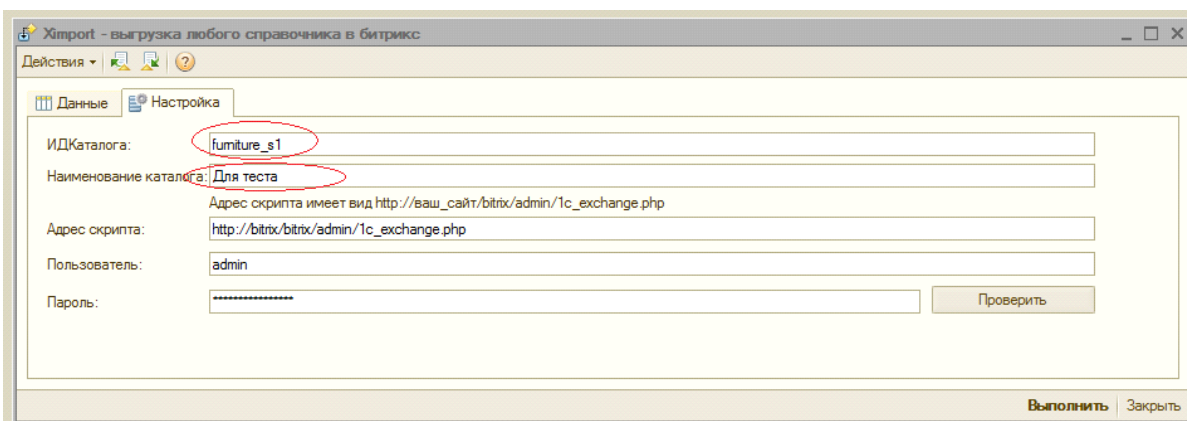 Ximport - выгрузка любого справочника в битрикс
Действия
Данные Настройка
ИДКаталога: furniture_s1
Наименование каталога: Для теста
Адрес скрипта имеет вид http://ваш_сайт/bitrix/admin/1c_exchange.php
Адрес скрипта: http://bitrix/bitrix/admin/1c_exchange.php
Пользователь: admin
Пароль: **************** Проверить
Выполнить Закрыть